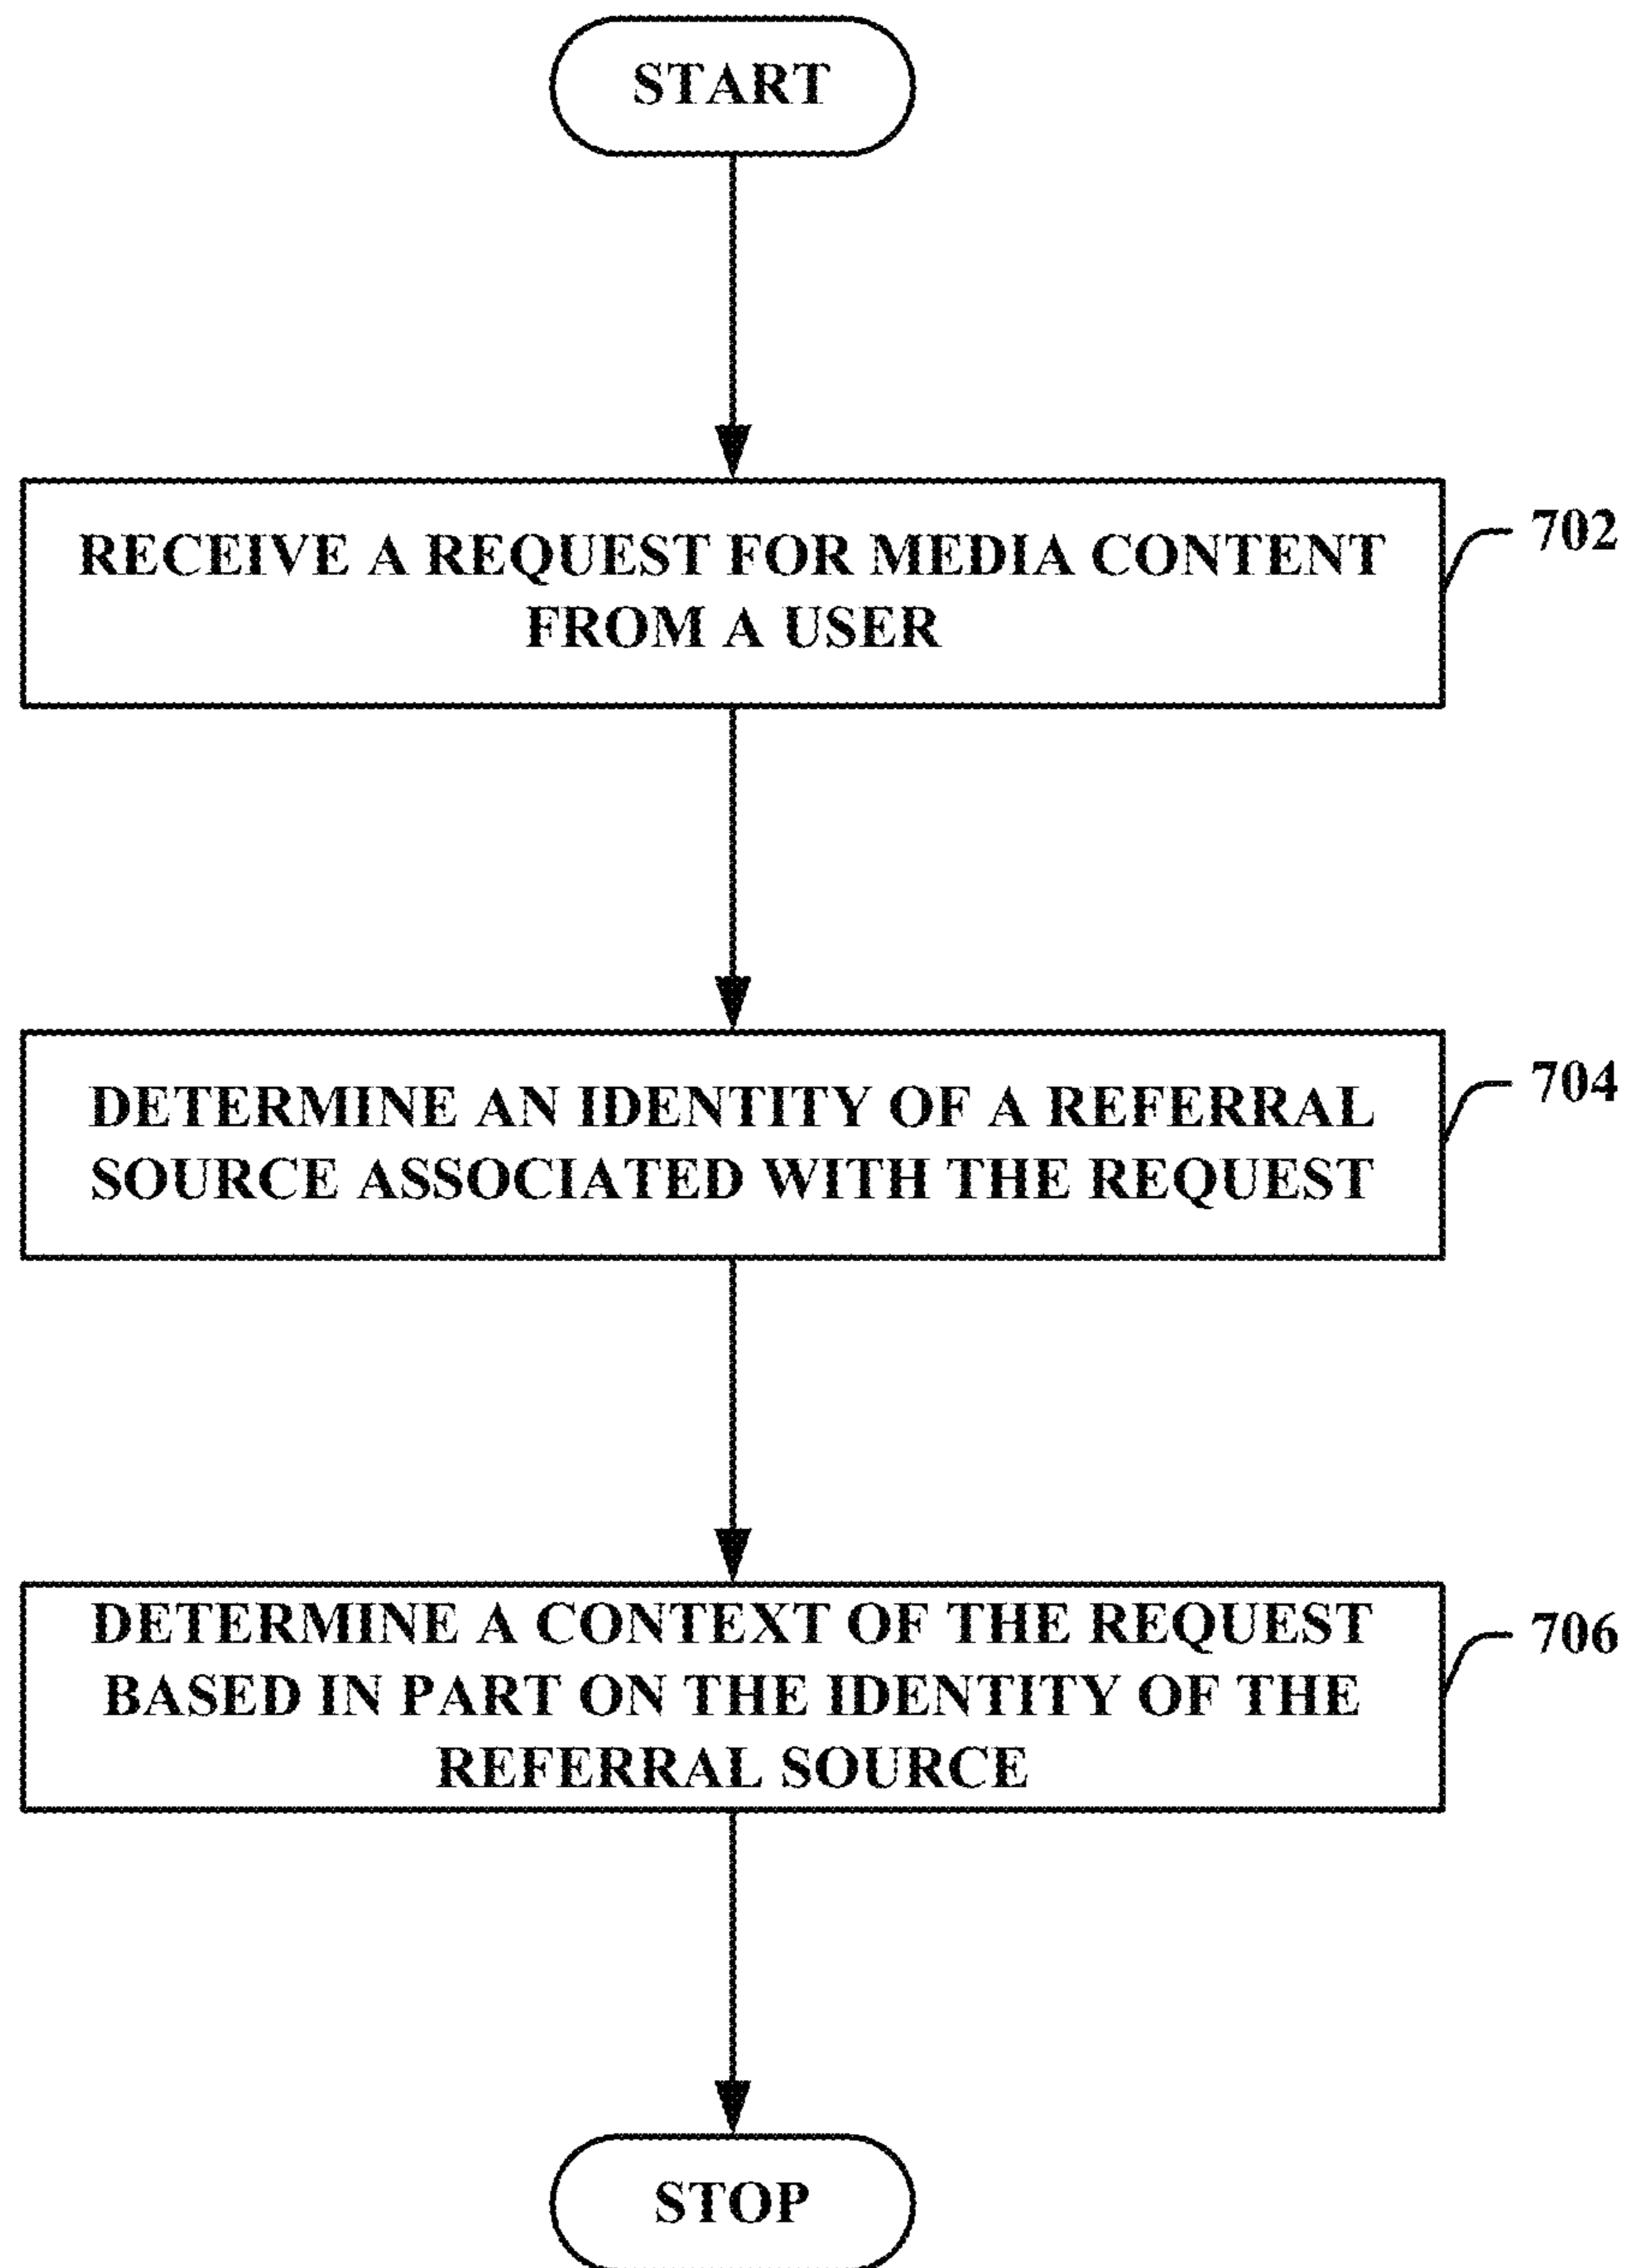 START
RECEIVE A REQUEST FOR MEDIA CONTENT
FROM A USER
702
DETERMINE AN IDENTITY OF A REFERRAL
SOURCE ASSOCIATED WITH THE REQUEST
704
DETERMINE A CONTEXT OF THE REQUEST
BASED IN PART ON THE IDENTITY OF THE
REFERRAL SOURCE
706
STOP